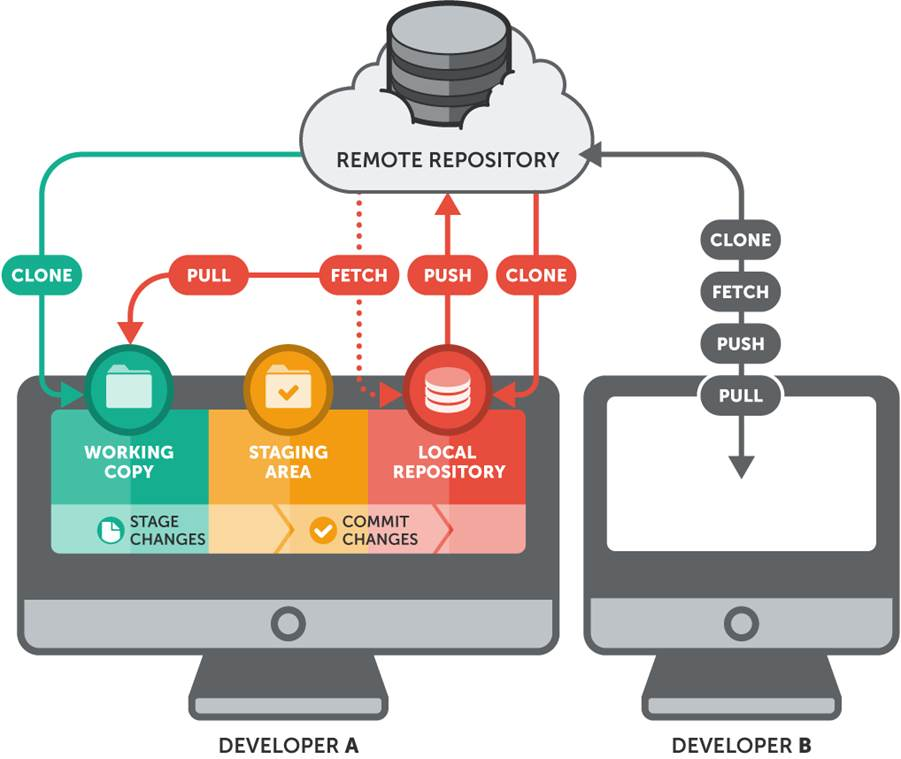 REMOTE REPOSITORY
CLONE
PULL
FETCH
PUSH
CLONE
CLONE
FETCH
PUSH
PULL
WORKING
COPY
STAGING
AREA
LOCAL
REPOSITORY
STAGE
CHANGES
COMMIT
CHANGES
DEVELOPER A
DEVELOPER B